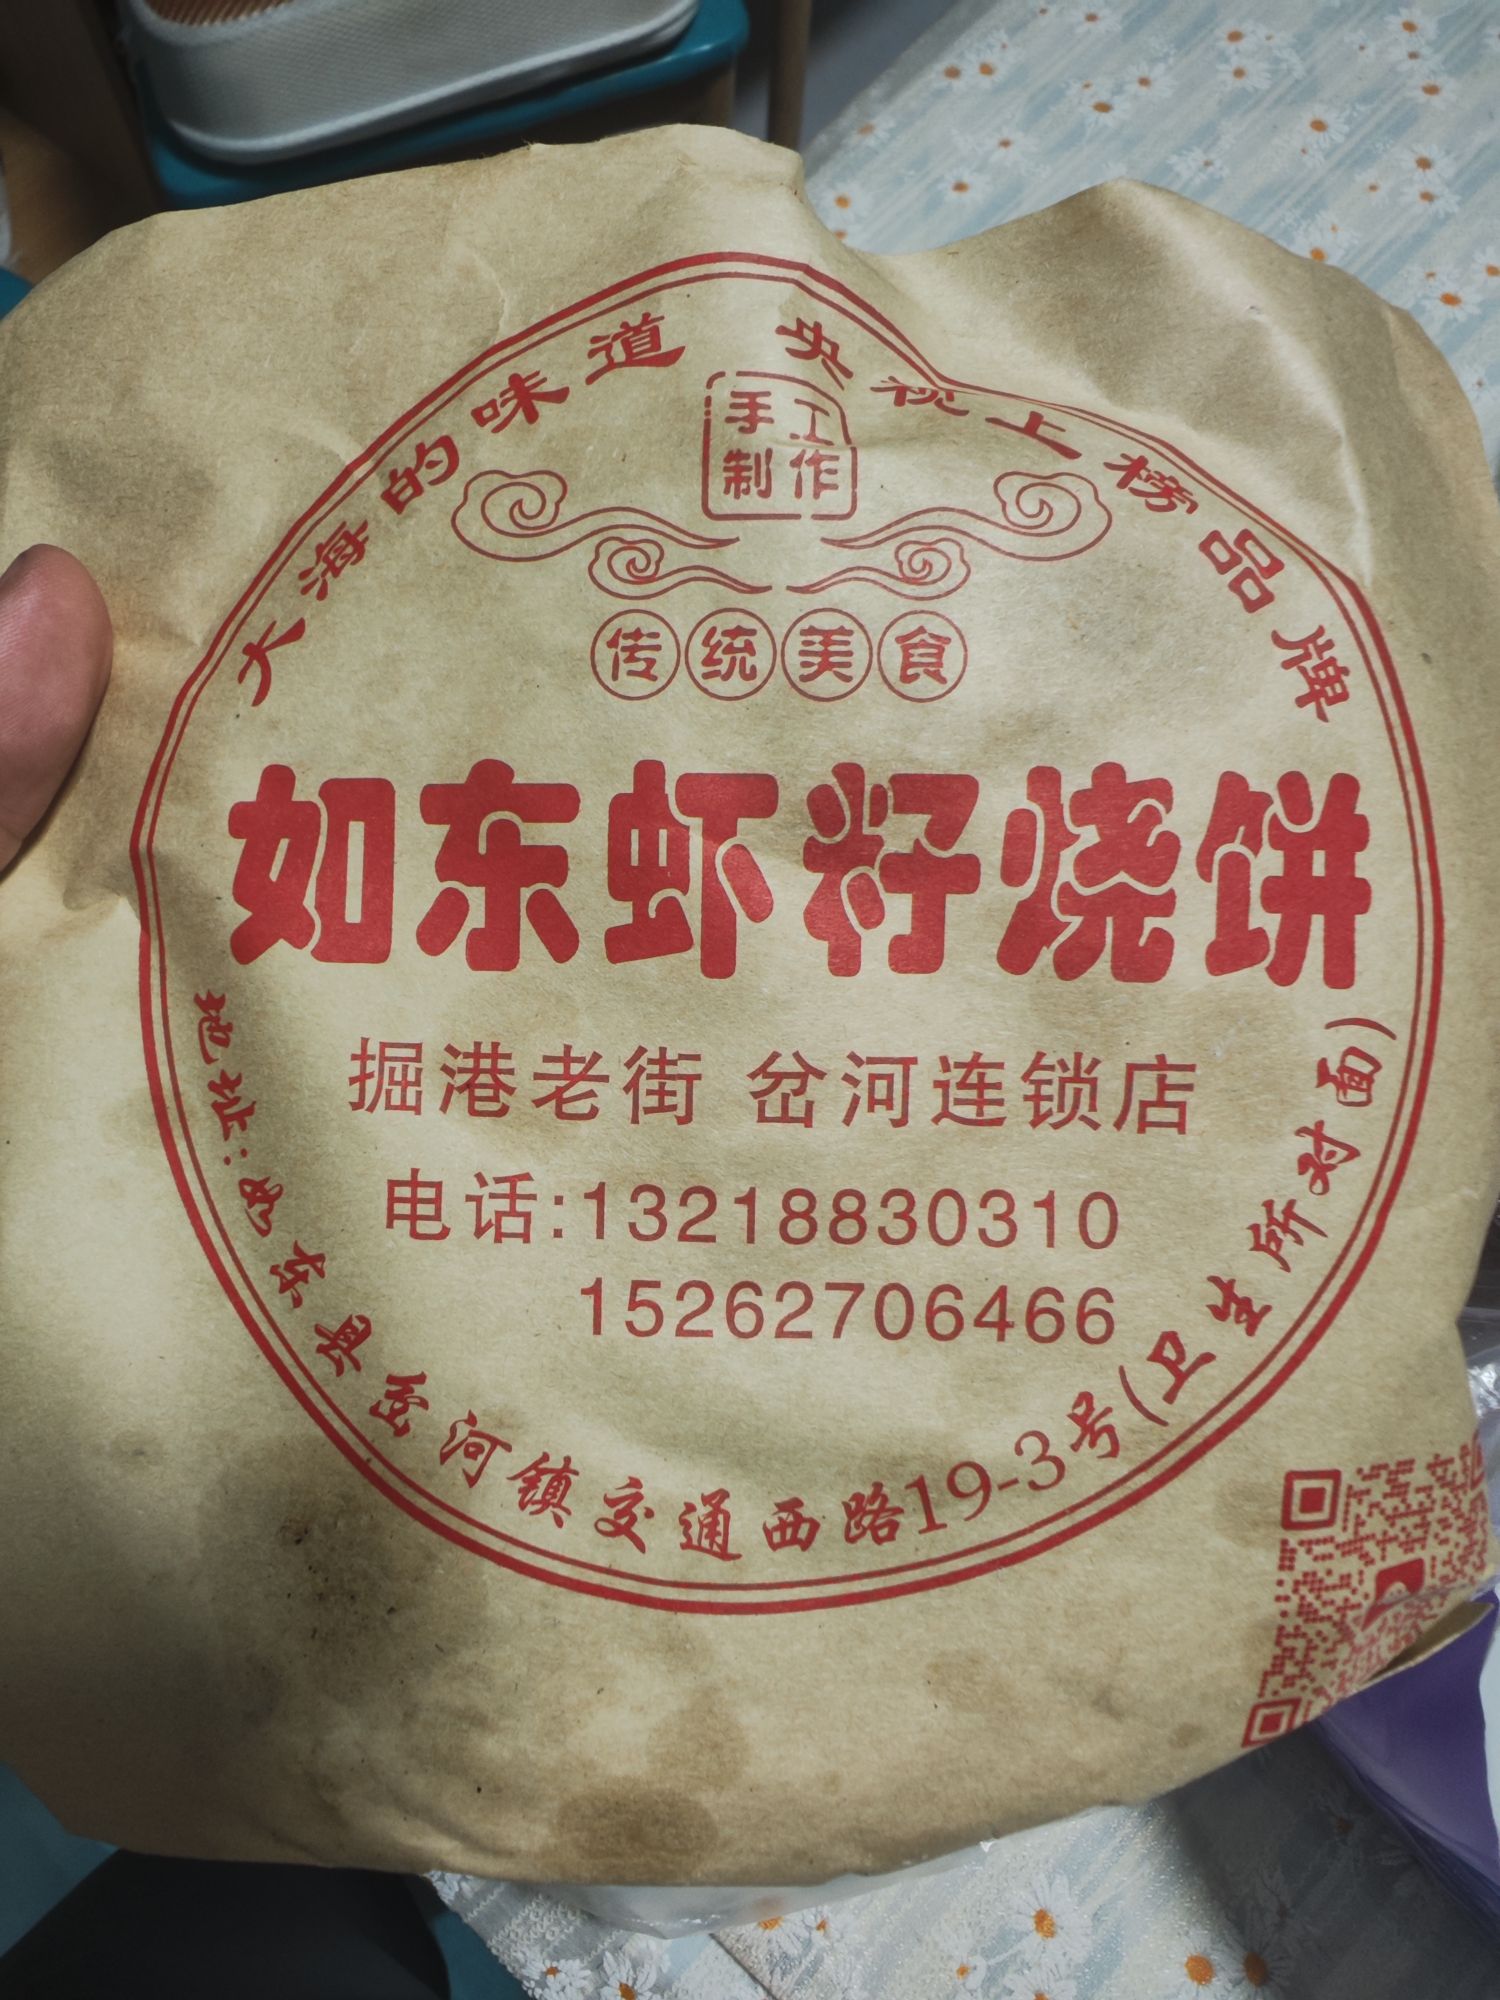 大海的味道 央视上榜品牌
手工
制作
传统美食
如东虾籽烧饼
掘港老街 岔河连锁店
电话:13218830310
15262706466
地址:如东县岔河镇交通西路19-3号(卫生所对面)